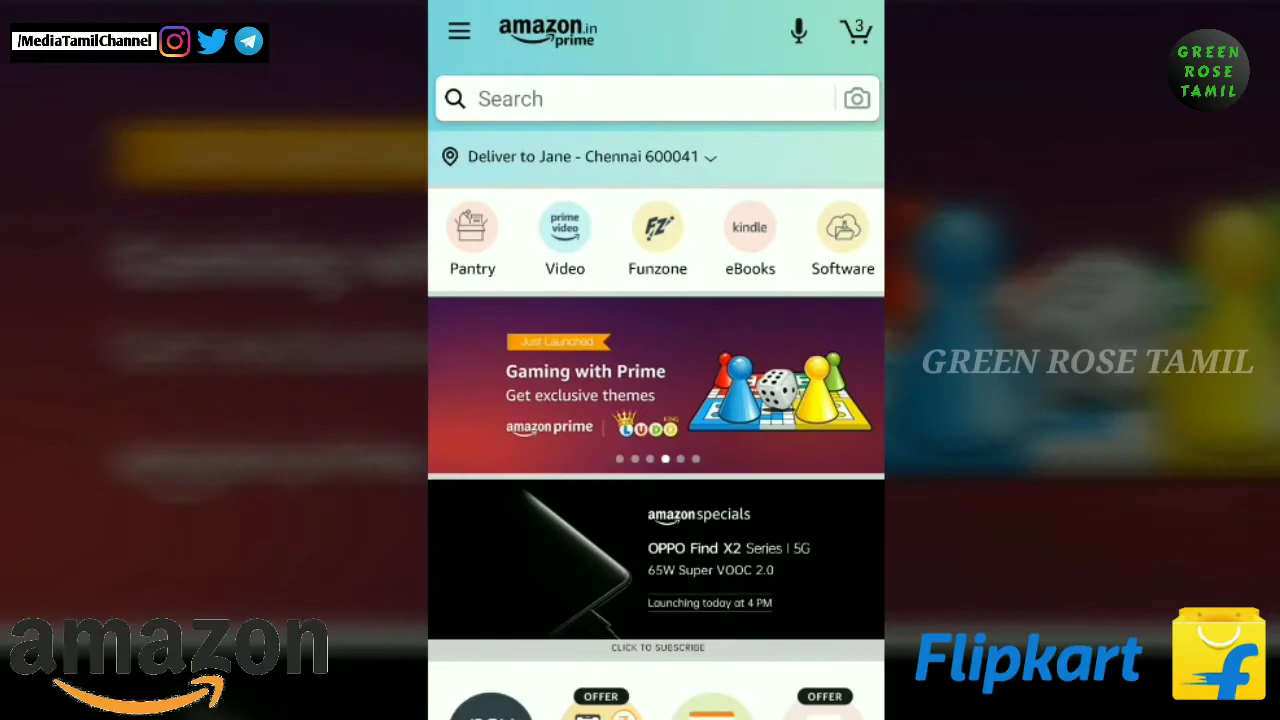 /MediaTamilChannel
GREEN
ROSE
TAMIL
amazon.in
prime
3
Search
Deliver to Jane - Chennai 600041
prime
video
FZ
kindle
Pantry
Video
Funzone
eBooks
Software
Just Launched
Gaming with Prime
Get exclusive themes
amazon prime
LUDO
KING
GREEN ROSE TAMIL
amazonspecials
OPPO Find X2 Series | 5G
65W Super VOOC 2.0
Launching today at 4 PM
CLICK TO SUBSCRIBE
amazon
Flipkart
f
OFFER
OFFER